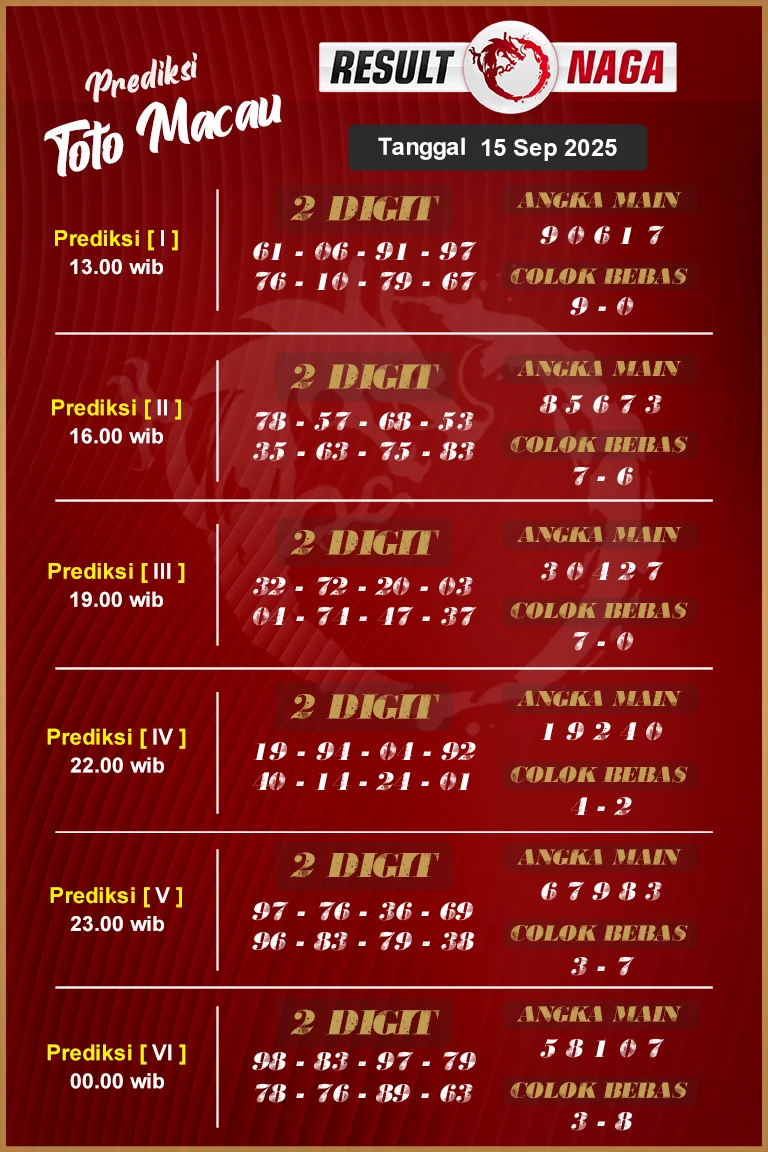 Prediksi
Toto Macau
RESULT NAGA
Tanggal 15 Sep 2025
Prediksi [ I ]
13.00 wib
2 DIGIT
61 - 06 - 91 - 97
76 - 10 - 79 - 67
ANGKA MAIN
9 0 6 1 7
COLOK BEBAS
9 - 0
Prediksi [ II ]
16.00 wib
2 DIGIT
78 - 57 - 68 - 53
35 - 63 - 75 - 83
ANGKA MAIN
8 5 6 7 3
COLOK BEBAS
7 - 6
Prediksi [ III ]
19.00 wib
2 DIGIT
32 - 72 - 20 - 03
04 - 74 - 47 - 37
ANGKA MAIN
3 0 4 2 7
COLOK BEBAS
7 - 0
Prediksi [ IV ]
22.00 wib
2 DIGIT
19 - 94 - 04 - 92
40 - 14 - 24 - 01
ANGKA MAIN
1 9 2 4 0
COLOK BEBAS
4 - 2
Prediksi [ V ]
23.00 wib
2 DIGIT
97 - 76 - 36 - 69
96 - 83 - 79 - 38
ANGKA MAIN
6 7 9 8 3
COLOK BEBAS
3 - 7
Prediksi [ VI ]
00.00 wib
2 DIGIT
98 - 83 - 97 - 79
78 - 76 - 89 - 63
ANGKA MAIN
5 8 1 0 7
COLOK BEBAS
3 - 8